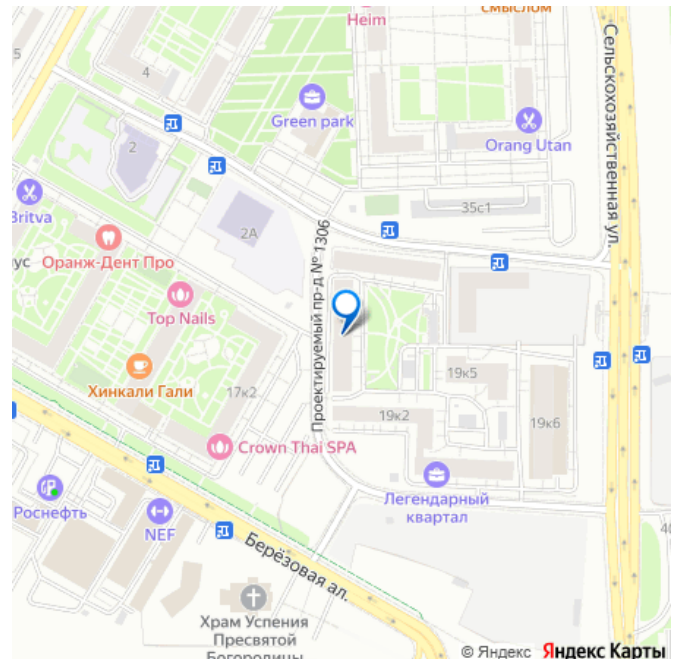 смыслом
Heim
5
4
Green park
2
Orang Utan
Сельскохозяйственная ул.
35с1
Britva
2А
ус
Оранж-Дент Про
Проектируемый пр-д № 1306
Top Nails
Хинкали Гали
17к2
19к5
19к2
19к6
Crown Thai SPA
Легендарный
квартал
Роснефть
NEF
Берёзовая ал.
Храм Успения
Пресвятой
Богородицы
© Яндекс Яндекс Карты